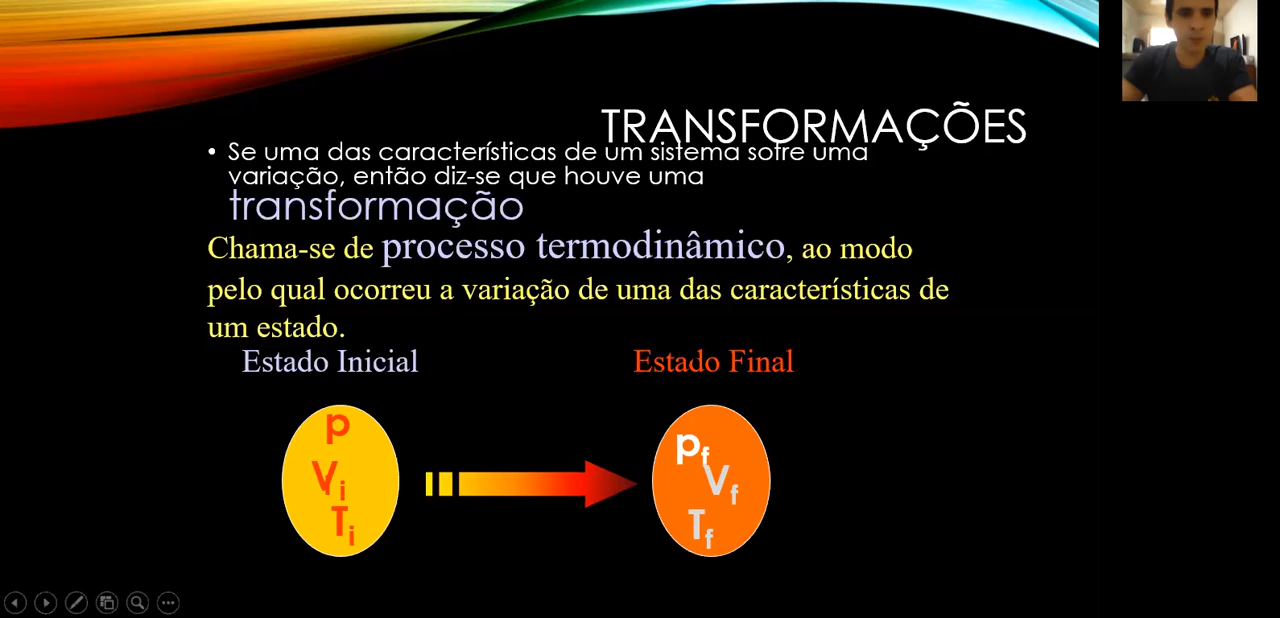 TRANSFORMAÇÕES
• Se uma das características de um sistema sofre uma
variação, então diz-se que houve uma
transformação
Chama-se de processo termodinâmico, ao modo
pelo qual ocorreu a variação de uma das características de
um estado.
Estado Inicial
Estado Final
p
Vi
Ti
pf
Vf
Tf